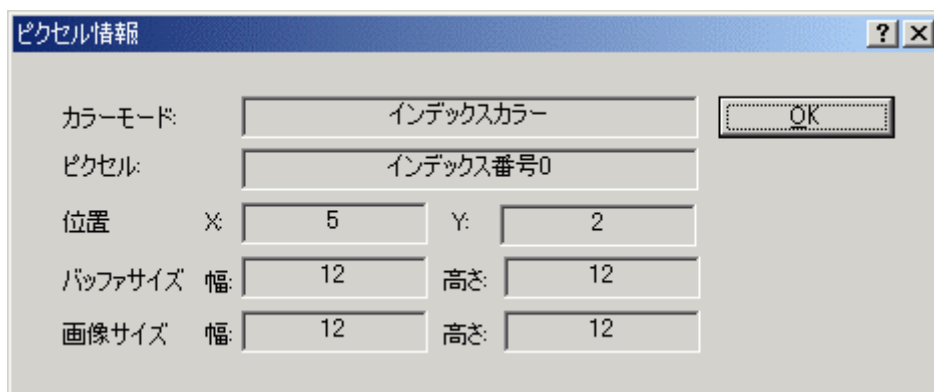 ピクセル情報
カラーモード: インデックスカラー OK
ピクセル: インデックス番号0
位置 X: 5 Y: 2
バッファサイズ 幅: 12 高さ: 12
画像サイズ 幅: 12 高さ: 12